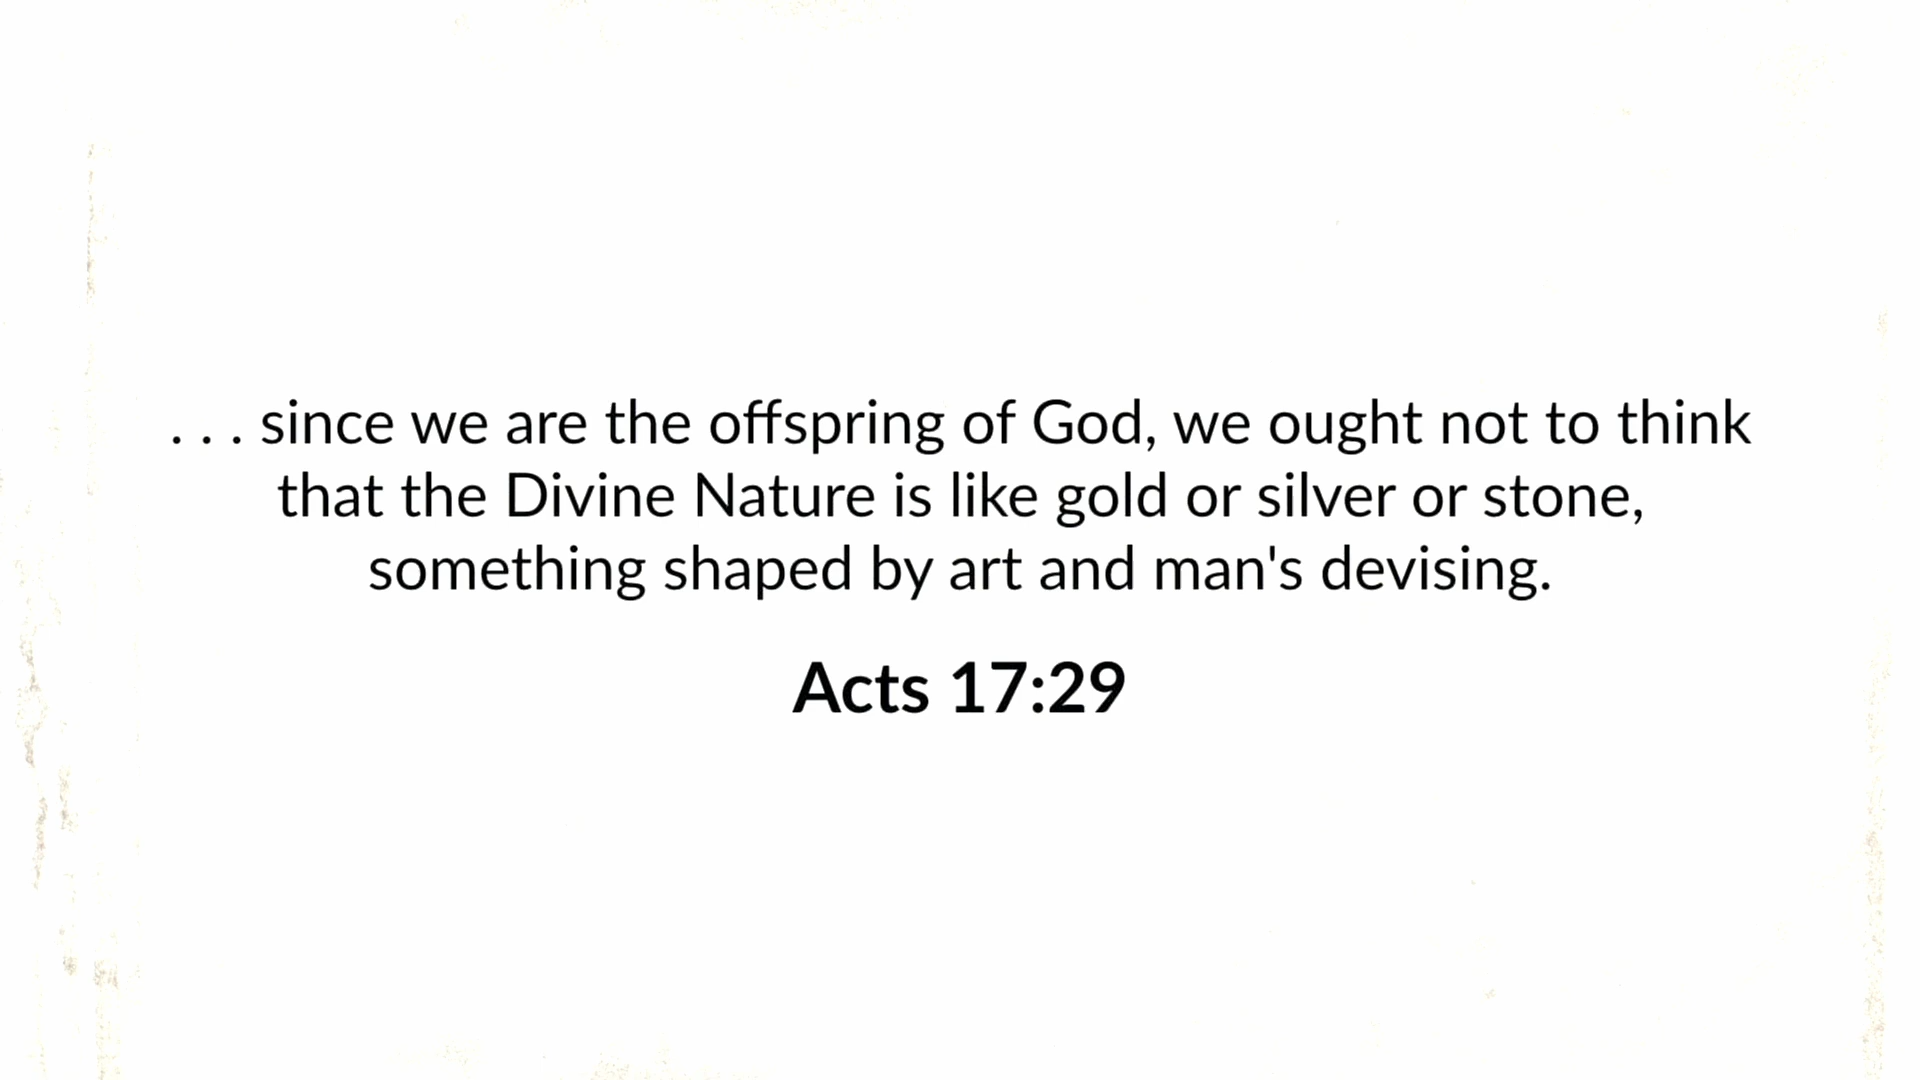 . . . since we are the offspring of God, we ought not to think
that the Divine Nature is like gold or silver or stone,
something shaped by art and man's devising.
Acts 17:29